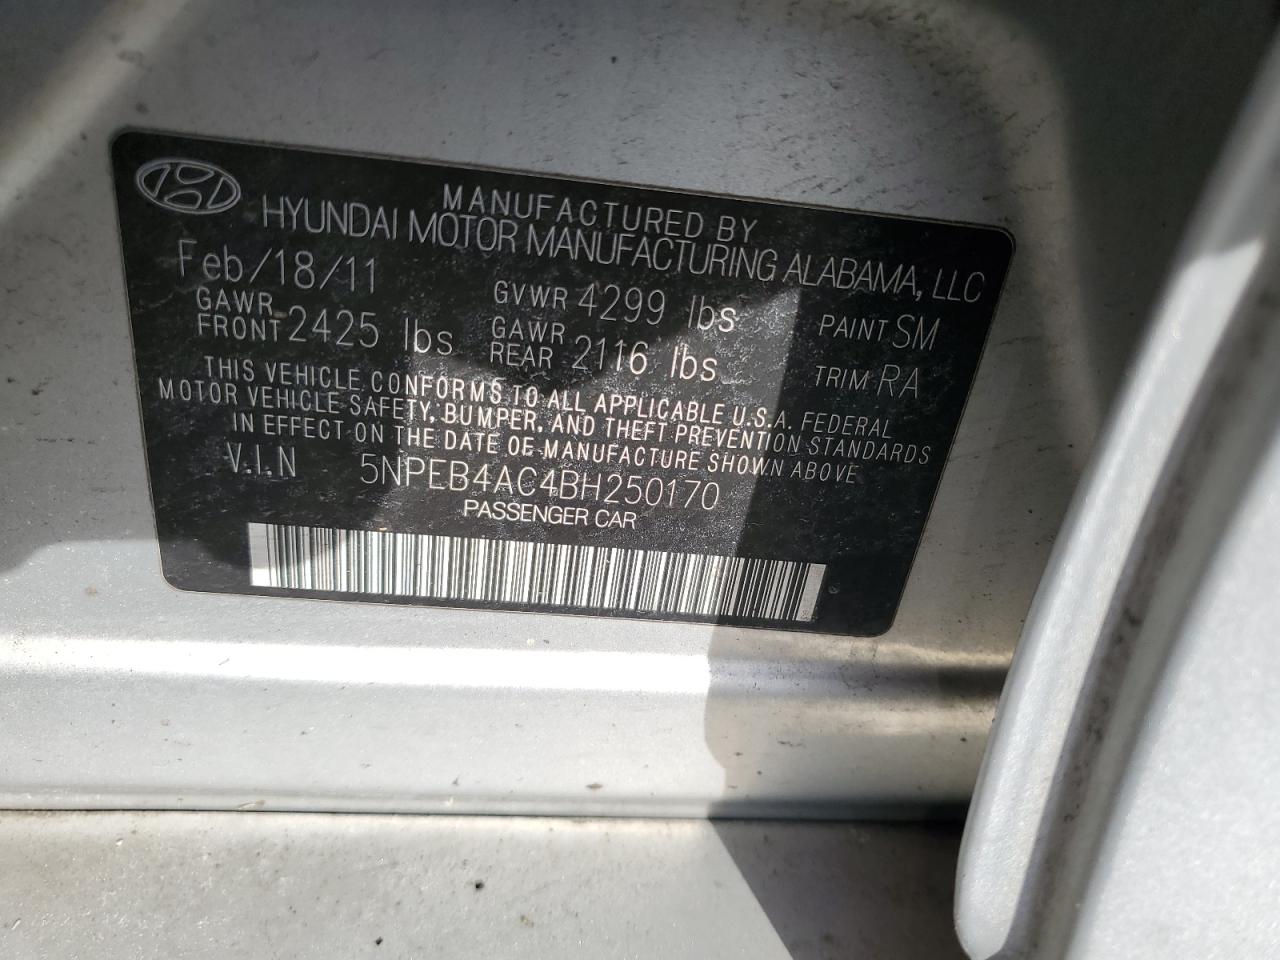 MANUFACTURED BY
HYUNDAI MOTOR MANUFACTURING ALABAMA, LLC
Feb/18/11 GVWR 4299 lbs PAINT SM
GAWR FRONT 2425 lbs GAWR REAR 2116 lbs TRIM RA
THIS VEHICLE CONFORMS TO ALL APPLICABLE U.S.A. FEDERAL
MOTOR VEHICLE SAFETY, BUMPER, AND THEFT PREVENTION STANDARDS
IN EFFECT ON THE DATE OF MANUFACTURE SHOWN ABOVE
V.I.N 5NPEB4AC4BH250170
PASSENGER CAR